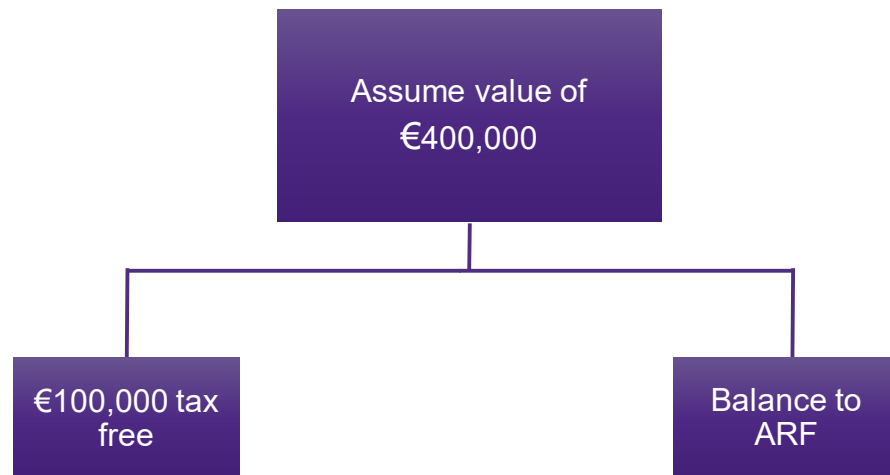 Assume value of
€400,000
€100,000 tax
free
Balance to
ARF